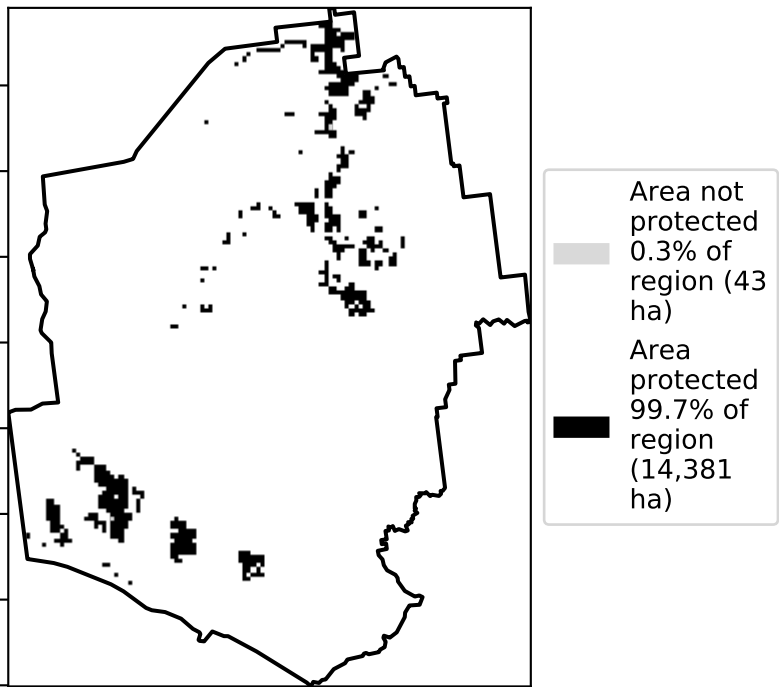 Area not
protected
0.3% of
region (43
ha)
Area
protected
99.7% of
region
(14,381
ha)